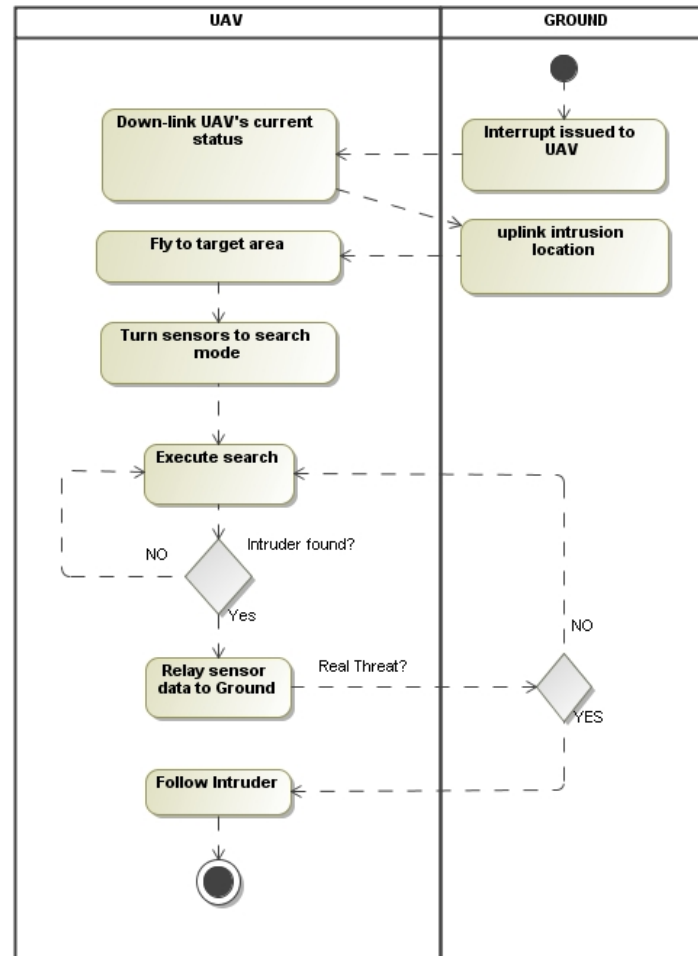 UAV
GROUND
Down-link UAV's current
status
Interrupt issued to
UAV
uplink intrusion
location
Fly to target area
Turn sensors to search
mode
Execute search
Intruder found?
NO
Yes
Relay sensor
data to Ground
Real Threat?
NO
YES
Follow Intruder